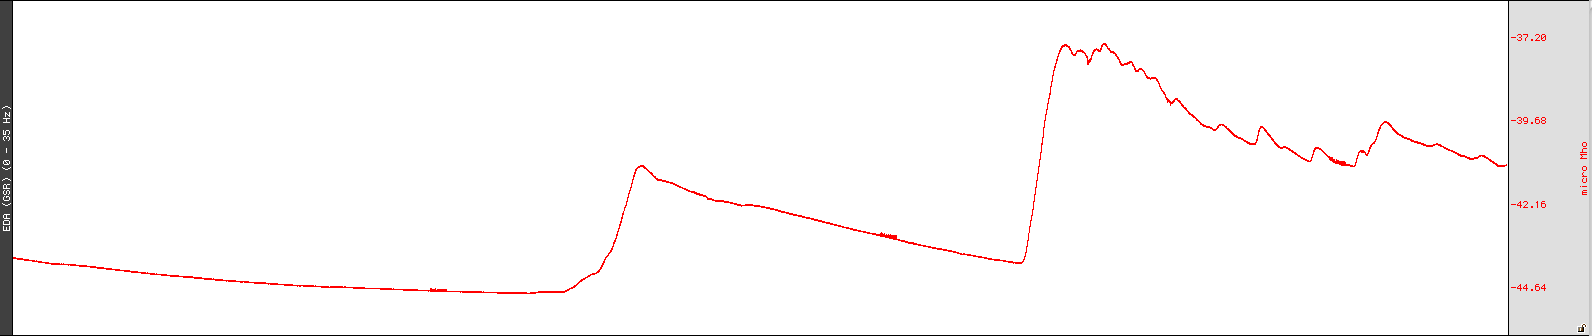 EDA (GSR) (0 - 35 Hz)
-37.20
-39.68
-42.16
-44.64
micro Mho